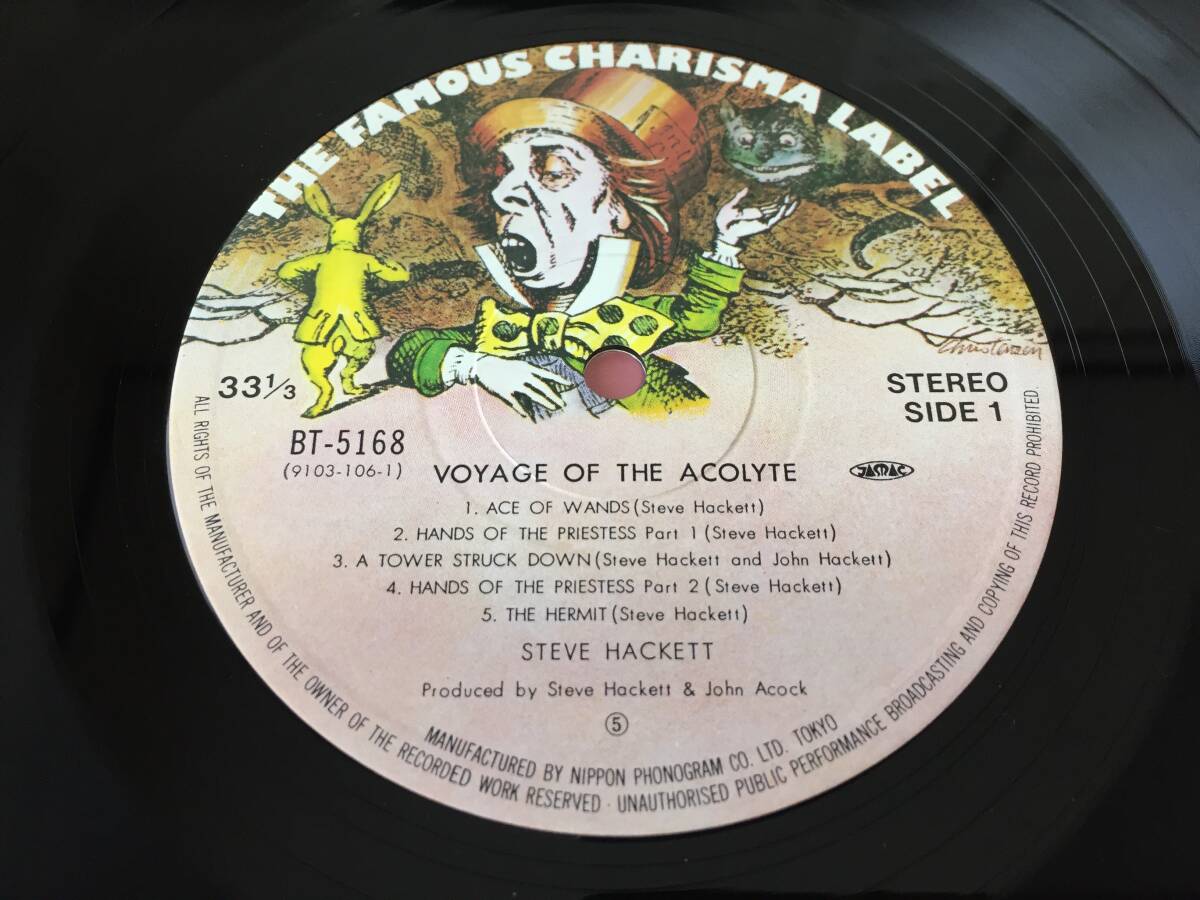 THE FAMOUS CHARISMA LABEL
Christensen
33⅓
STEREO
SIDE 1
BT-5168
(9103-106-1)
VOYAGE OF THE ACOLYTE
JASRAC
1. ACE OF WANDS (Steve Hackett)
2. HANDS OF THE PRIESTESS Part 1 (Steve Hackett)
3. A TOWER STRUCK DOWN (Steve Hackett and John Hackett)
4. HANDS OF THE PRIESTESS Part 2 (Steve Hackett)
5. THE HERMIT (Steve Hackett)
STEVE HACKETT
Produced by Steve Hackett & John Acock
⑤
MANUFACTURED BY NIPPON PHONOGRAM CO. LTD. TOKYO
ALL RIGHTS OF THE MANUFACTURER AND OF THE OWNER OF THE RECORDED WORK RESERVED · UNAUTHORISED PUBLIC PERFORMANCE BROADCASTING AND COPYING OF THIS RECORD PROHIBITED.